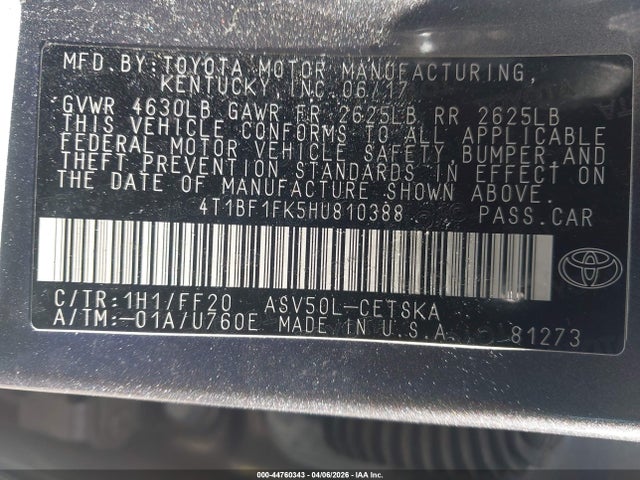 MFD. BY: TOYOTA MOTOR MANUFACTURING,
KENTUCKY, INC. 06/17
GVWR 4630LB GAWR FR 2625LB RR 2625LB
THIS VEHICLE CONFORMS TO ALL APPLICABLE
FEDERAL MOTOR VEHICLE SAFETY, BUMPER, AND
THEFT PREVENTION STANDARDS IN EFFECT ON
THE DATE OF MANUFACTURE SHOWN ABOVE.
4T1BF1FK5HU810388 PASS. CAR
C/TR: 1H1/FF20 ASV50L-CETSKA
A/TM: -01A/U760E MADE IN U.S.A. 81273
000-44760343 - 04/06/2026 - IAA Inc.